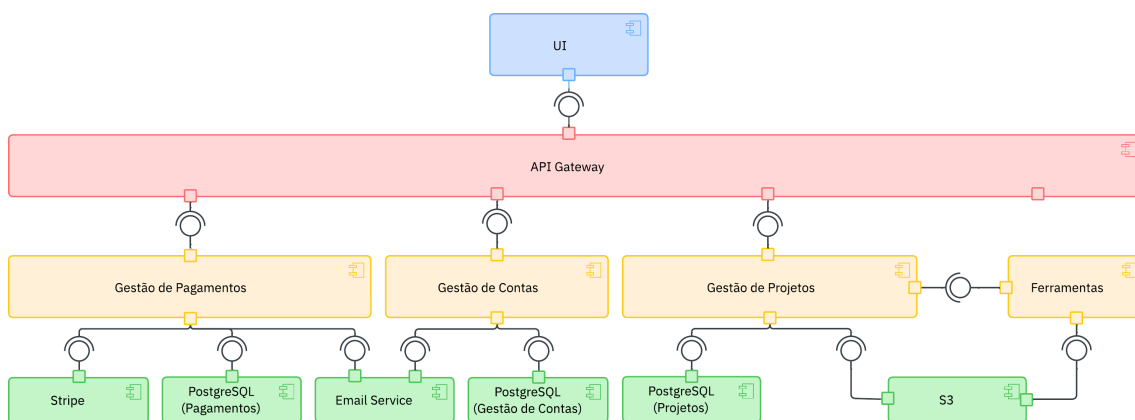 UI
API Gateway
Gestão de Pagamentos
Gestão de Contas
Gestão de Projetos
Ferramentas
Stripe
PostgreSQL
(Pagamentos)
Email Service
PostgreSQL
(Gestão de Contas)
PostgreSQL
(Projetos)
S3